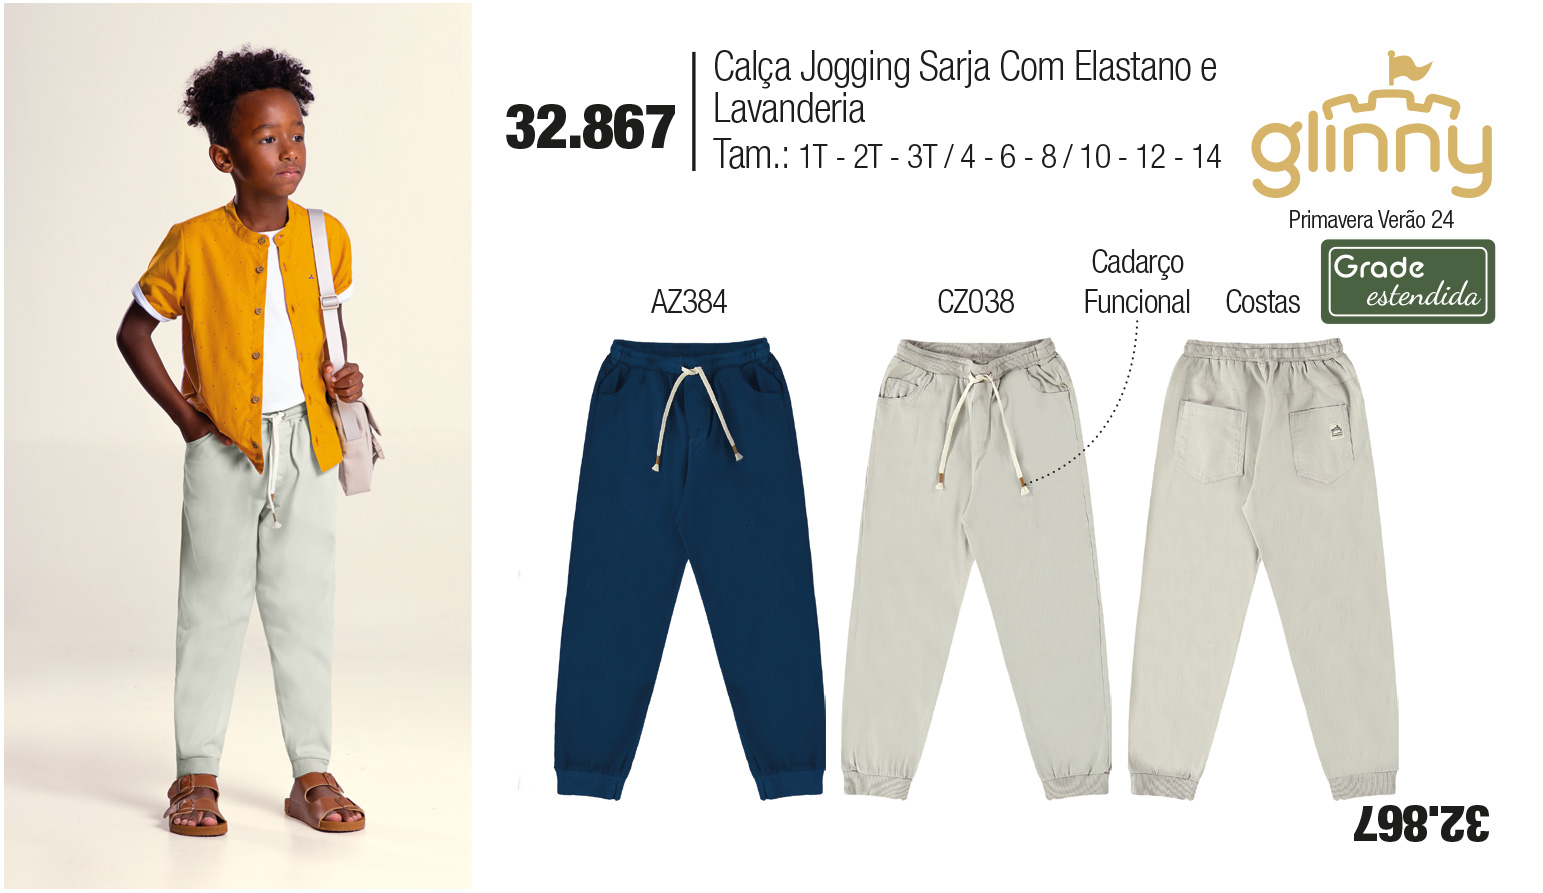 32.867
Calça Jogging Sarja Com Elastano e
Lavanderia
Tam.: 1T - 2T - 3T / 4 - 6 - 8 / 10 - 12 - 14
glinny
Primavera Verão 24
Grade
estendida
AZ384
CZ038
Cadarço
Funcional
Costas
32.867